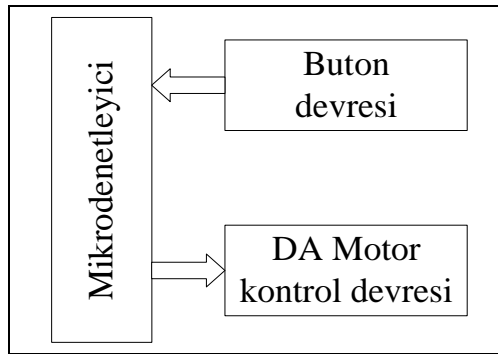 Mikrodenetleyici
Buton
devresi
DA Motor
kontrol devresi